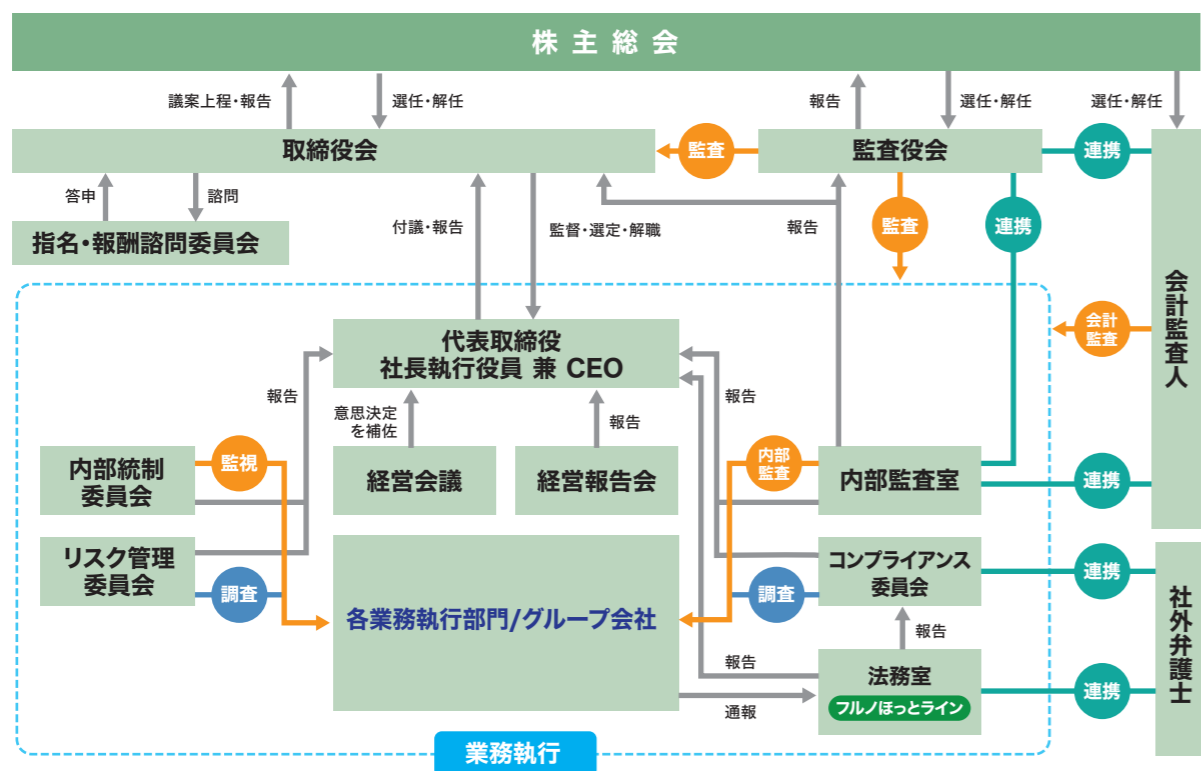 株主総会
議案上程・報告
選任・解任
報告
選任・解任
選任・解任
取締役会
監査
監査役会
連携
答申
諮問
付議・報告
監督・選定・解職
報告
監査
連携
指名・報酬諮問委員会
会計監査人
会計
監査
代表取締役
社長執行役員 兼 CEO
報告
意思決定
を補佐
報告
報告
内部統制
委員会
監視
経営会議
経営報告会
内部
監査
内部監査室
連携
リスク管理
委員会
調査
各業務執行部門/グループ会社
調査
コンプライアンス
委員会
連携
社外弁護士
報告
報告
法務室
フルノほっとライン
連携
通報
業務執行